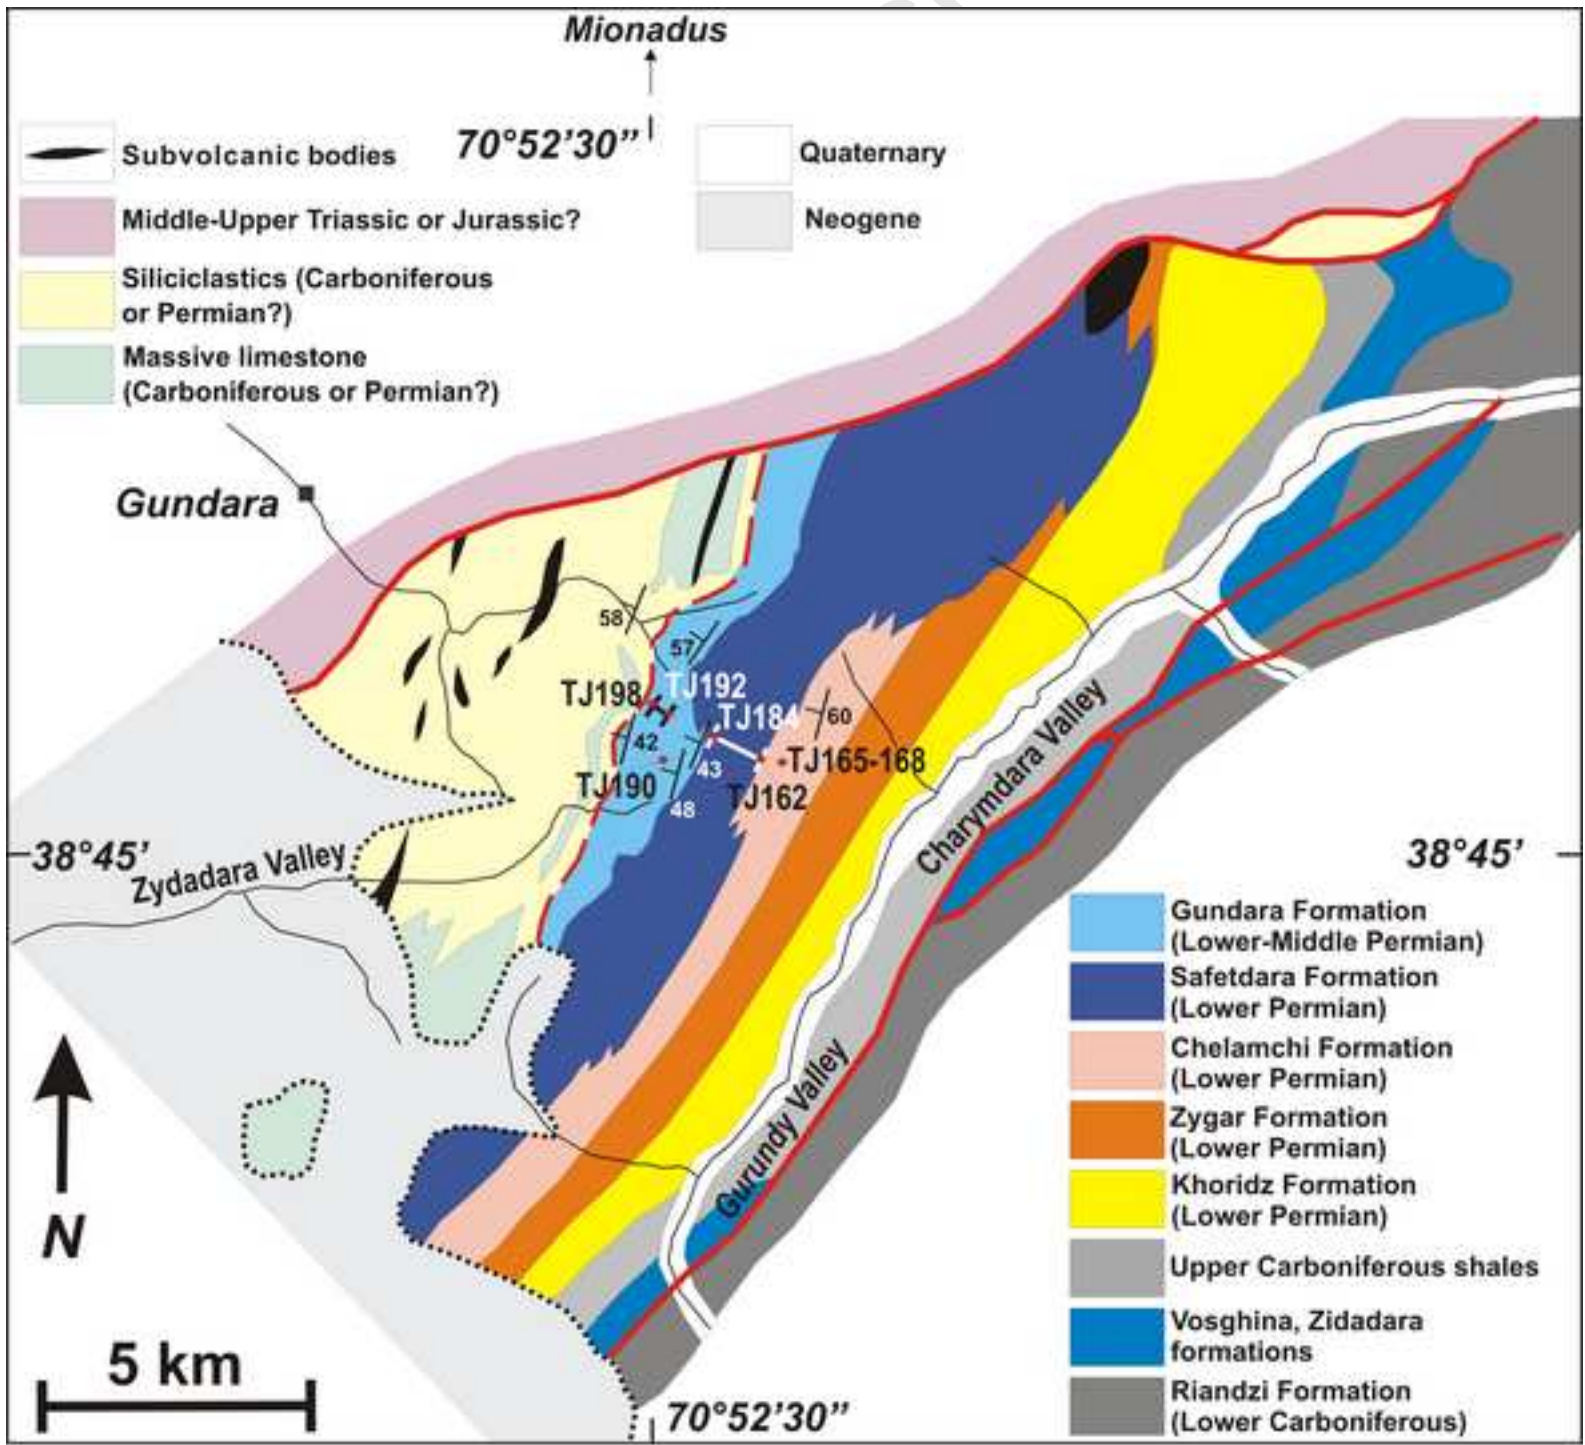 Mionadus
70°52’30”
Subvolcanic bodies
Quaternary
Middle-Upper Triassic or Jurassic?
Neogene
Siliciclastics (Carboniferous
or Permian?)
Massive limestone
(Carboniferous or Permian?)
Gundara
58
57
TJ198
TJ192
TJ184
60
42
TJ165-168
43
TJ190
TJ162
48
38°45’
Zydadara Valley
Charymdara Valley
38°45’
Gundara Formation
(Lower-Middle Permian)
Safetdara Formation
(Lower Permian)
Chelamchi Formation
(Lower Permian)
Zygar Formation
(Lower Permian)
Khoridz Formation
(Lower Permian)
Gurundy Valley
Upper Carboniferous shales
Vosghina, Zidadara
formations
Riandzi Formation
(Lower Carboniferous)
N
5 km
70°52’30”